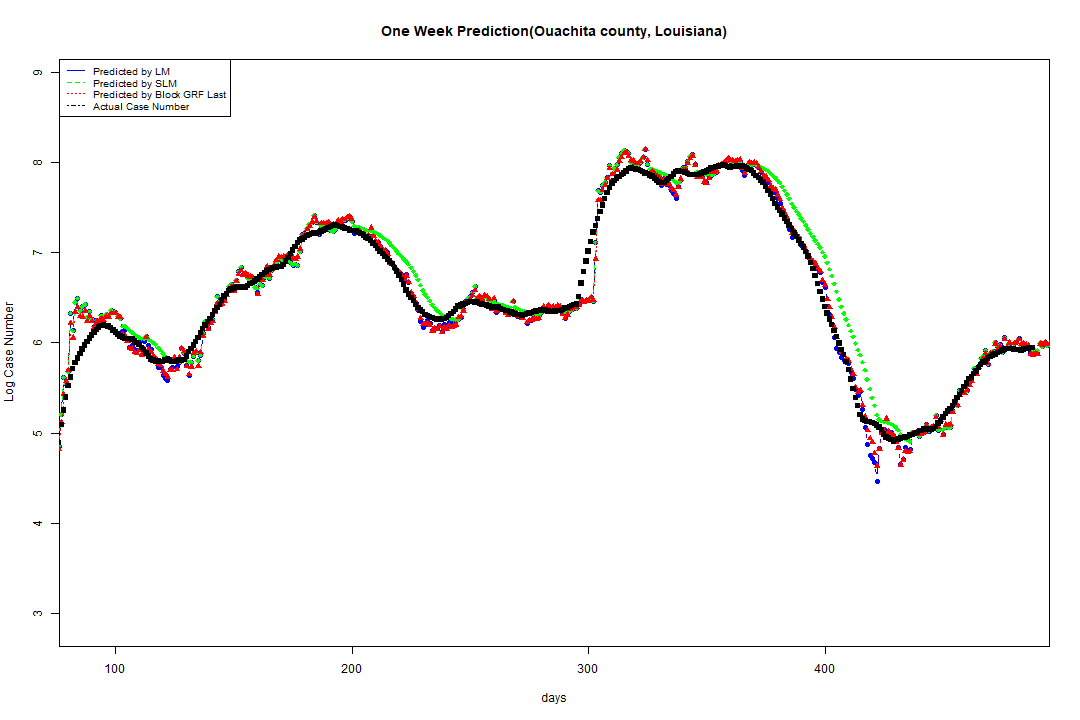 One Week Prediction(Ouachita county, Louisiana)
Predicted by LM
Predicted by SLM
Predicted by Block GRF Last
Actual Case Number
Log Case Number
9
8
7
6
5
4
3
100 200 300 400
days